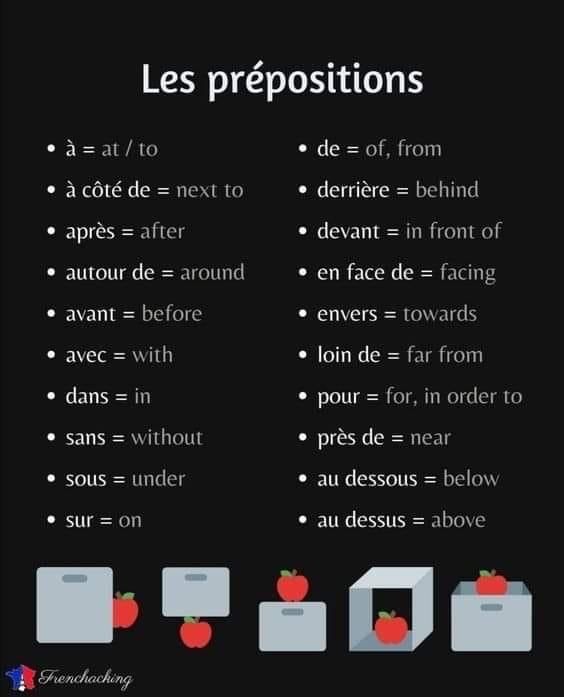 Les prépositions
• à = at / to
• à côté de = next to
• après = after
• autour de = around
• avant = before
• avec = with
• dans = in
• sans = without
• sous = under
• sur = on
• de = of, from
• derrière = behind
• devant = in front of
• en face de = facing
• envers = towards
• loin de = far from
• pour = for, in order to
• près de = near
• au dessous = below
• au dessus = above
Frenchacking